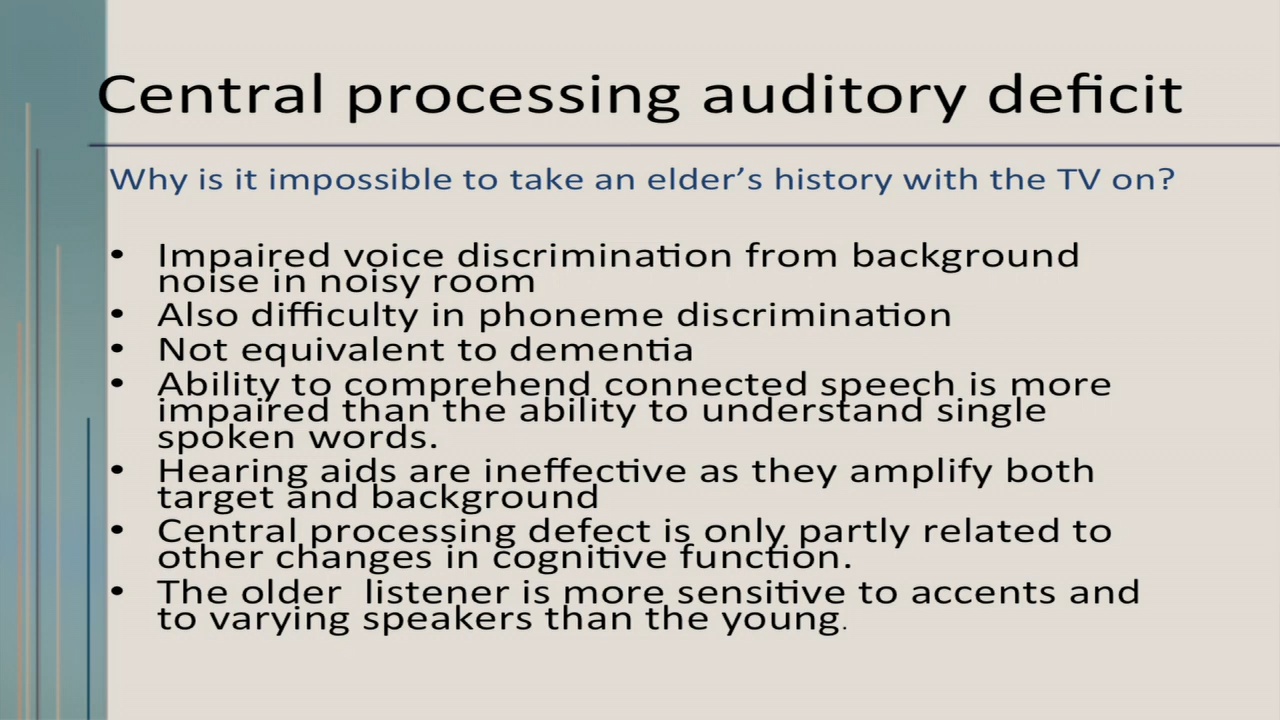 Central processing auditory deficit
Why is it impossible to take an elder's history with the TV on?
• Impaired voice discrimination from background
noise in noisy room
• Also difficulty in phoneme discrimination
• Not equivalent to dementia
• Ability to comprehend connected speech is more
impaired than the ability to understand single
spoken words.
• Hearing aids are ineffective as they amplify both
target and background
• Central processing defect is only partly related to
other changes in cognitive function.
• The older  listener is more sensitive to accents and
to varying speakers than the young.